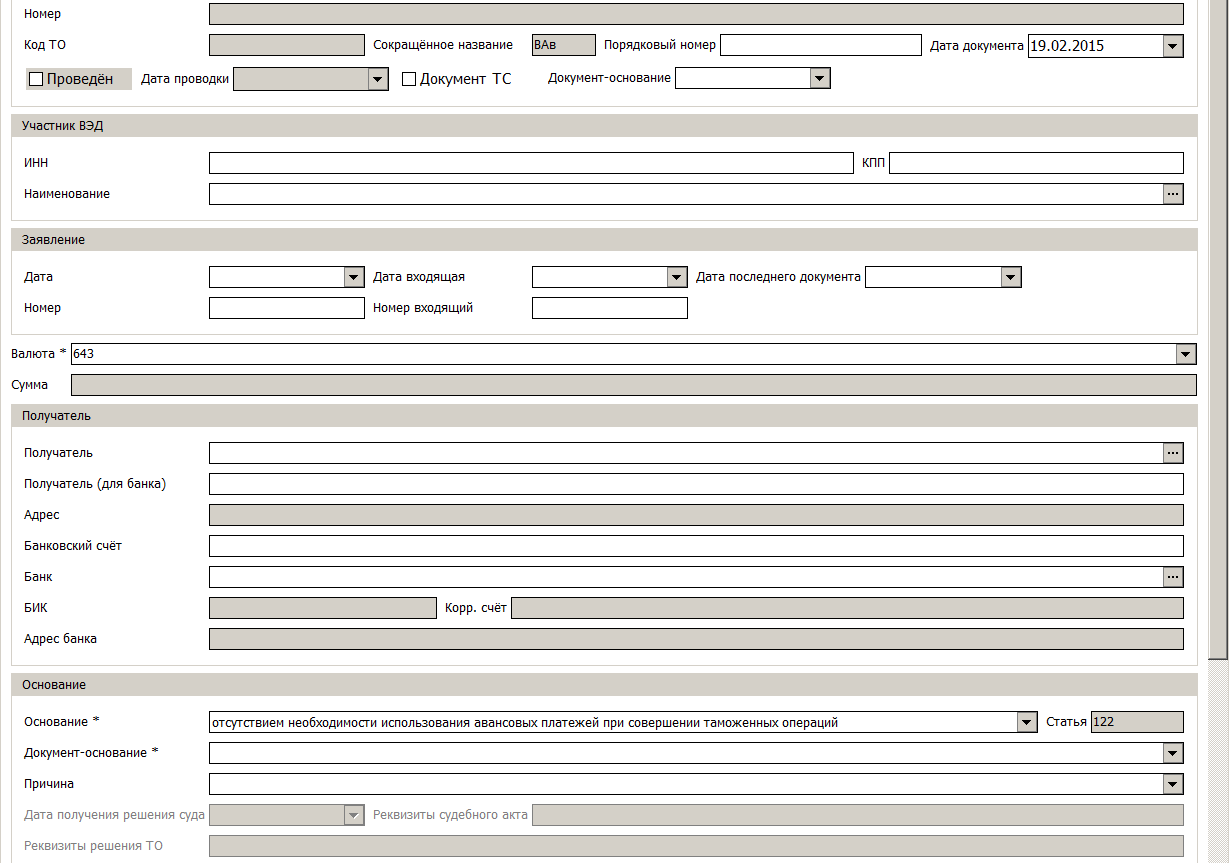 Номер
Код ТО Сокращённое название ВАв Порядковый номер Дата документа 19.02.2015
Проведён Дата проводки Документ ТС Документ-основание
Участник ВЭД
ИНН КПП
Наименование ...
Заявление
Дата Дата входящая Дата последнего документа
Номер Номер входящий
Валюта * 643
Сумма
Получатель
Получатель ...
Получатель (для банка)
Адрес
Банковский счёт
Банк ...
БИК Корр. счёт
Адрес банка
Основание
Основание * отсутствием необходимости использования авансовых платежей при совершении таможенных операций Статья 122
Документ-основание *
Причина
Дата получения решения суда Реквизиты судебного акта
Реквизиты решения ТО